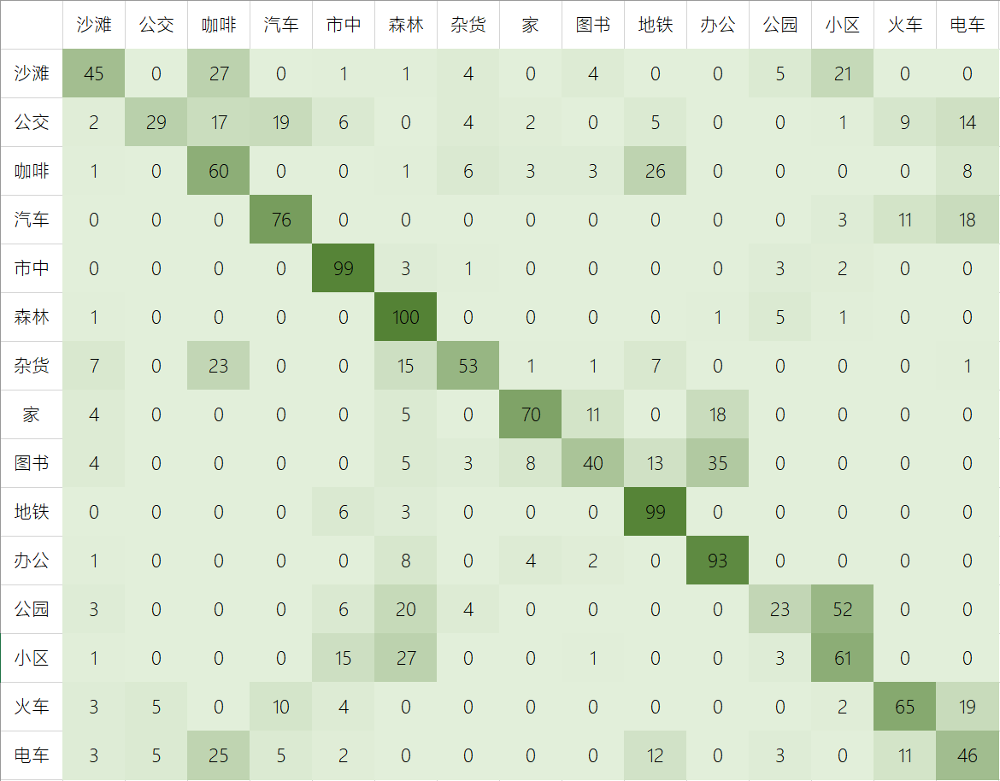 沙滩 公交 咖啡 汽车 市中 森林 杂货 家 图书 地铁 办公 公园 小区 火车 电车
沙滩 45 0 27 0 1 1 4 0 4 0 0 5 21 0 0
公交 2 29 17 19 6 0 4 2 0 5 0 0 1 9 14
咖啡 1 0 60 0 0 1 6 3 3 26 0 0 0 0 8
汽车 0 0 0 76 0 0 0 0 0 0 0 0 3 11 18
市中 0 0 0 0 99 3 1 0 0 0 0 3 2 0 0
森林 1 0 0 0 0 100 0 0 0 0 1 5 1 0 0
杂货 7 0 23 0 0 15 53 1 1 7 0 0 0 0 1
家 4 0 0 0 0 5 0 70 11 0 18 0 0 0 0
图书 4 0 0 0 0 5 3 8 40 13 35 0 0 0 0
地铁 0 0 0 0 6 3 0 0 0 99 0 0 0 0 0
办公 1 0 0 0 0 8 0 4 2 0 93 0 0 0 0
公园 3 0 0 0 6 20 4 0 0 0 0 23 52 0 0
小区 1 0 0 0 15 27 0 0 1 0 0 3 61 0 0
火车 3 5 0 10 4 0 0 0 0 0 0 0 2 65 19
电车 3 5 25 5 2 0 0 0 0 12 0 3 0 11 46